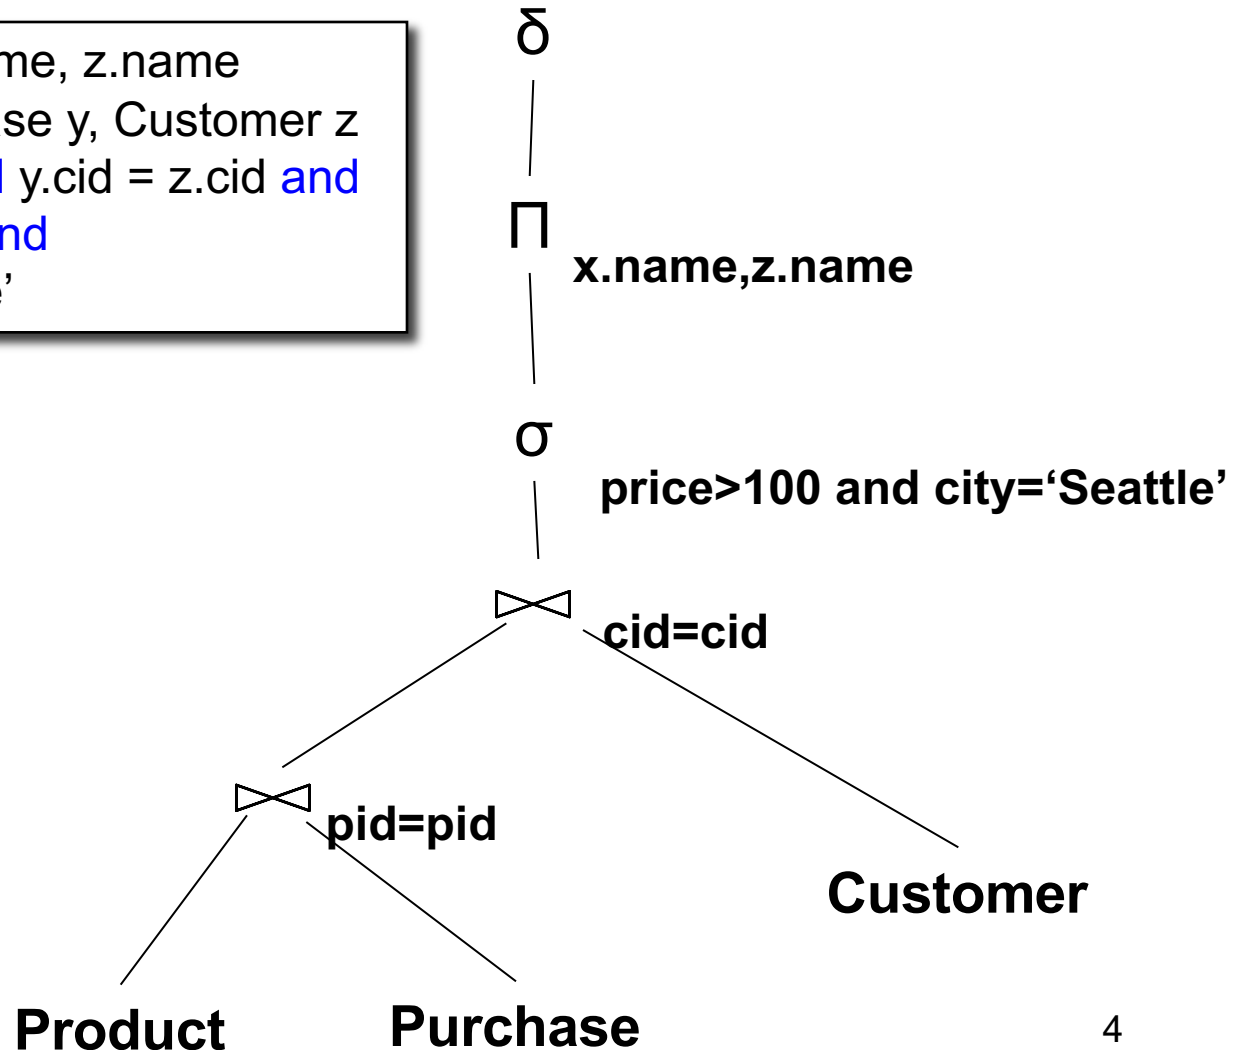 me, z.name
se y, Customer z
y.cid = z.cid and
nd
’
δ
Π
x.name,z.name
σ
price>100 and city=‘Seattle’
cid=cid
pid=pid
Customer
Product
Purchase
4